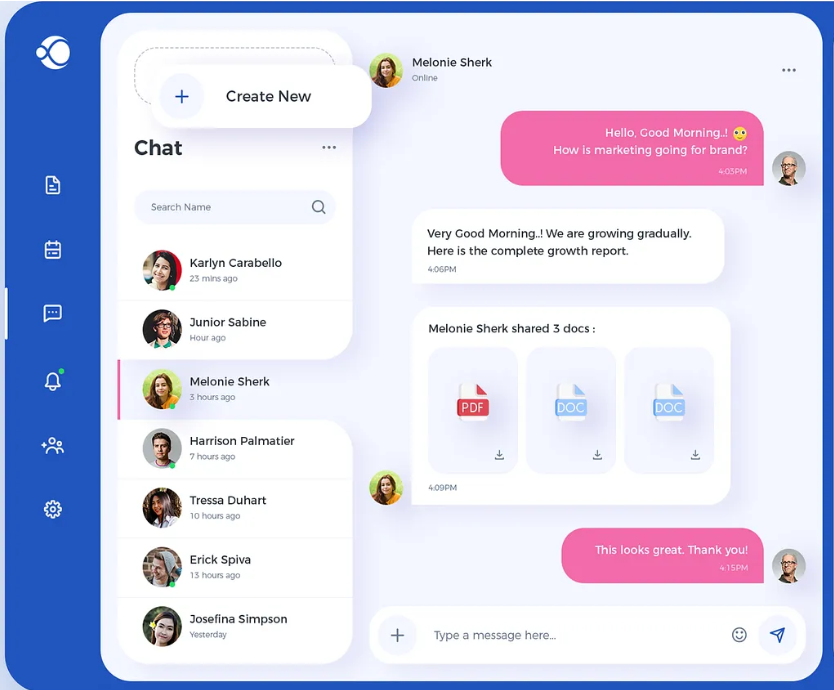 Create New
Chat
Search Name
Karlyn Carabello
23 mins ago
Junior Sabine
Hour ago
Melonie Sherk
3 hours ago
Harrison Palmatier
7 hours ago
Tressa Duhart
10 hours ago
Erick Spiva
13 hours ago
Josefina Simpson
Yesterday
Melonie Sherk
Online
Hello, Good Morning..!
How is marketing going for brand?
4:03PM
Very Good Morning..! We are growing gradually.
Here is the complete growth report.
4:06PM
Melonie Sherk shared 3 docs :
PDF
DOC
DOC
4:09PM
This looks great. Thank you!
4:15PM
Type a message here...